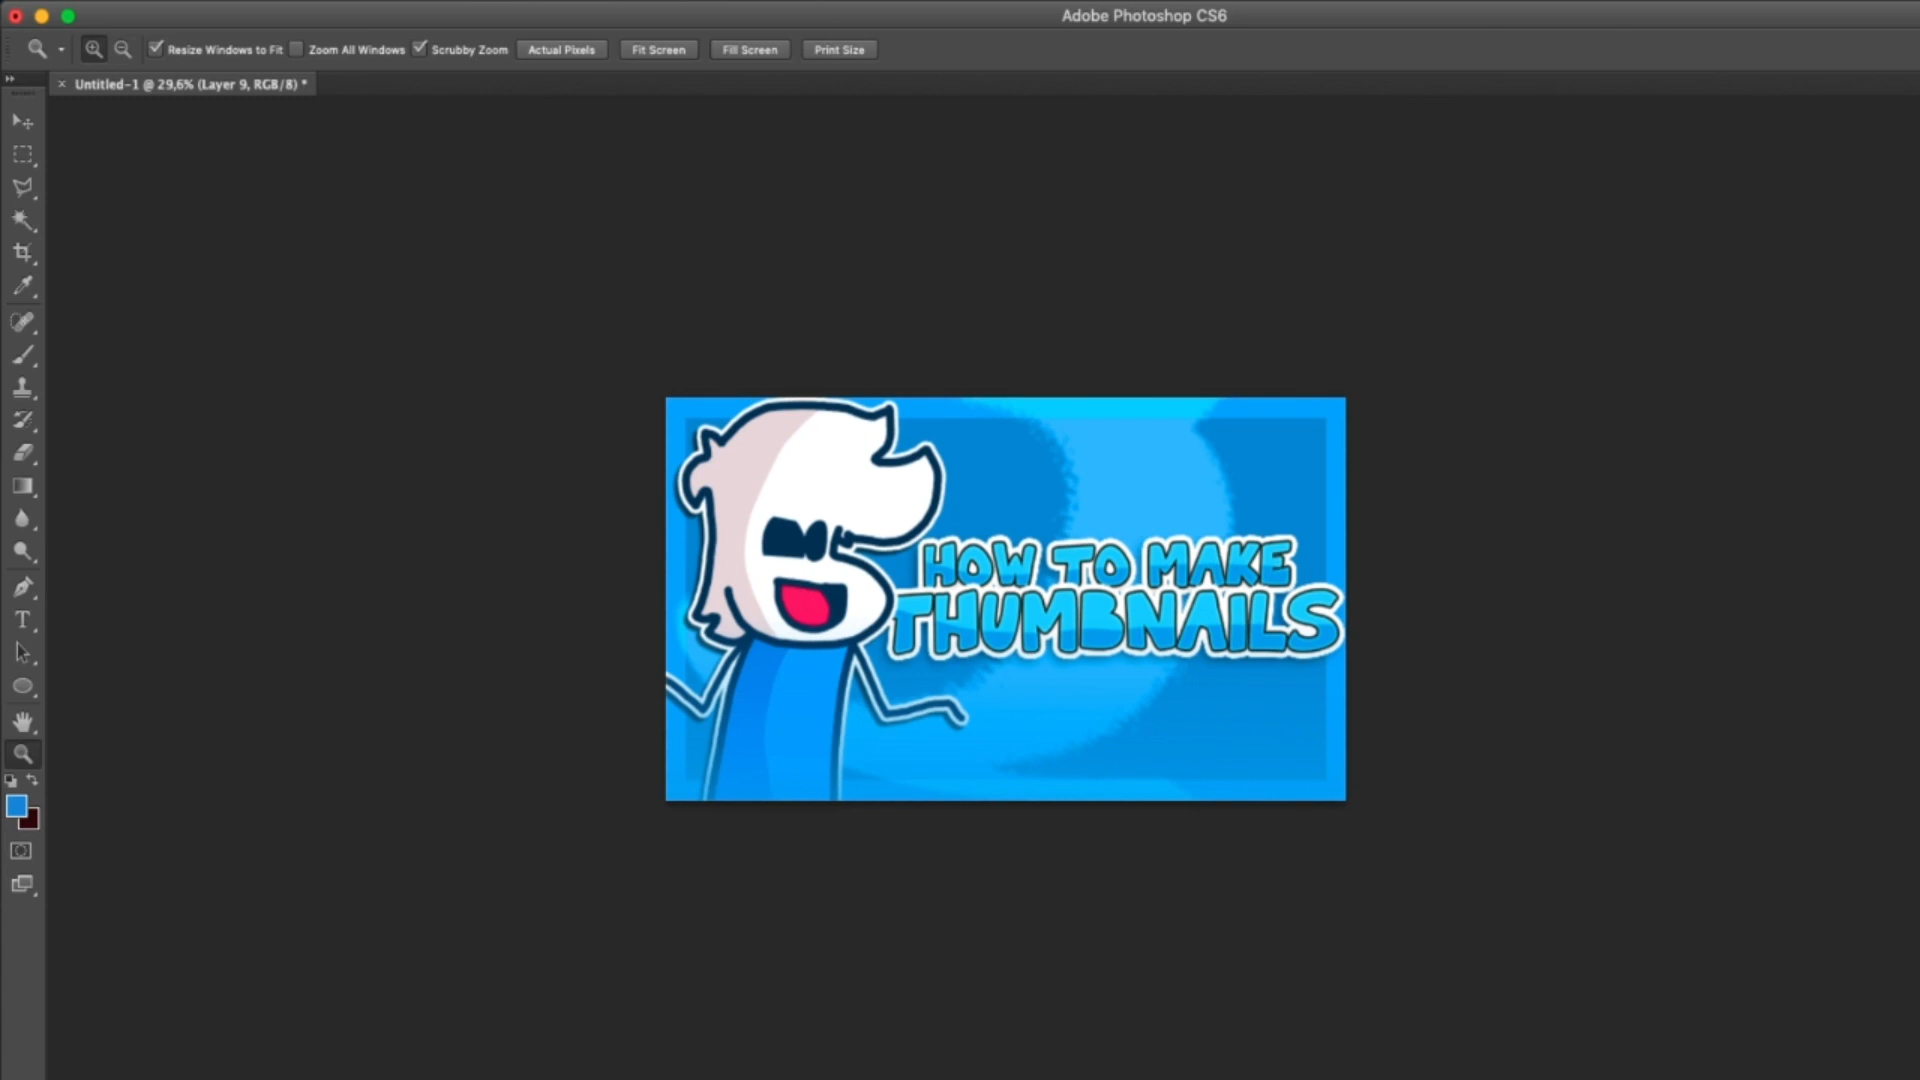 Adobe Photoshop CS6
Resize Windows to Fit Zoom All Windows Scrubby Zoom Actual Pixels Fit Screen Fill Screen Print Size
Untitled-1 @ 29,6% (Layer 9, RGB/8) *
HOW TO MAKE
THUMBNAILS